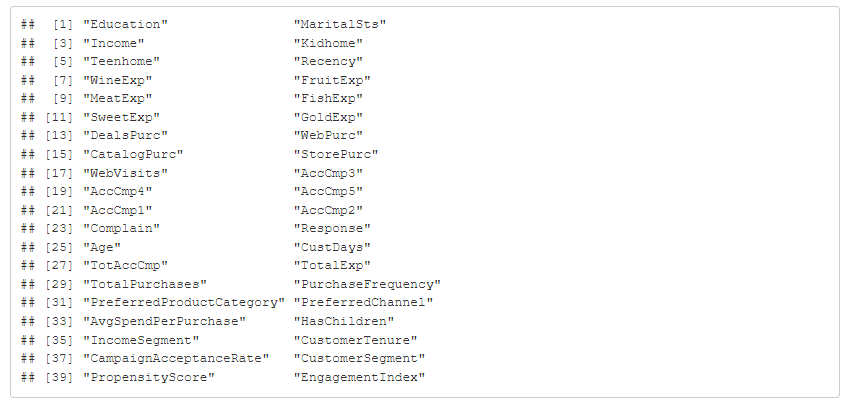 ##  [1] "Education"                "MaritalSts"
##  [3] "Income"                   "Kidhome"
##  [5] "Teenhome"                 "Recency"
##  [7] "WineExp"                  "FruitExp"
##  [9] "MeatExp"                  "FishExp"
## [11] "SweetExp"                 "GoldExp"
## [13] "DealsPurc"                "WebPurc"
## [15] "CatalogPurc"              "StorePurc"
## [17] "WebVisits"                "AccCmp3"
## [19] "AccCmp4"                  "AccCmp5"
## [21] "AccCmp1"                  "AccCmp2"
## [23] "Complain"                 "Response"
## [25] "Age"                      "CustDays"
## [27] "TotAccCmp"                "TotalExp"
## [29] "TotalPurchases"           "PurchaseFrequency"
## [31] "PreferredProductCategory" "PreferredChannel"
## [33] "AvgSpendPerPurchase"      "HasChildren"
## [35] "IncomeSegment"            "CustomerTenure"
## [37] "CampaignAcceptanceRate"   "CustomerSegment"
## [39] "PropensityScore"          "EngagementIndex"